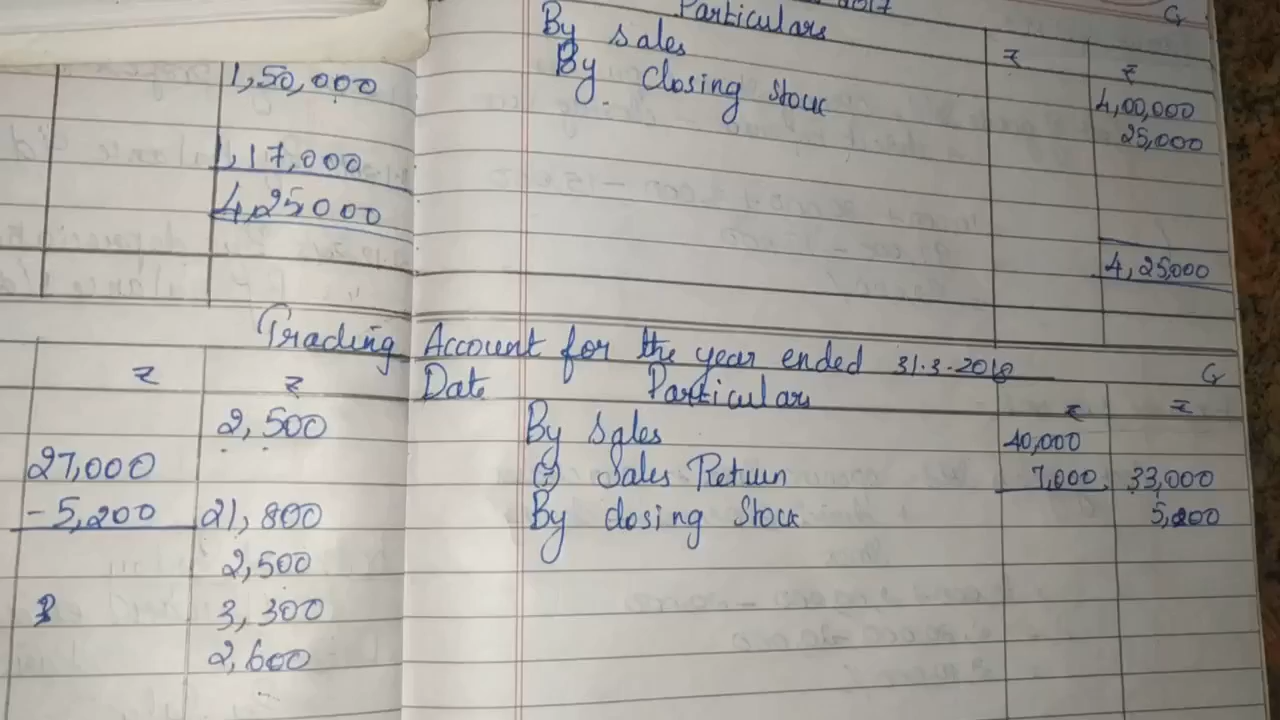 2017
Particulars Cr
By sales ₹ ₹
1,50,000 By closing stock 4,00,000
25,000
1,17,000
4,25000
4,25,000
Trading Account for the year ended 31.3.2018
₹ ₹ Date Particulars Cr
₹ ₹
2,500 By sales 40,000
27,000 (-) Sales Return 7,000 33,000
-5,200 21,800 By closing stock 5,200
2,500
3,300
2,600